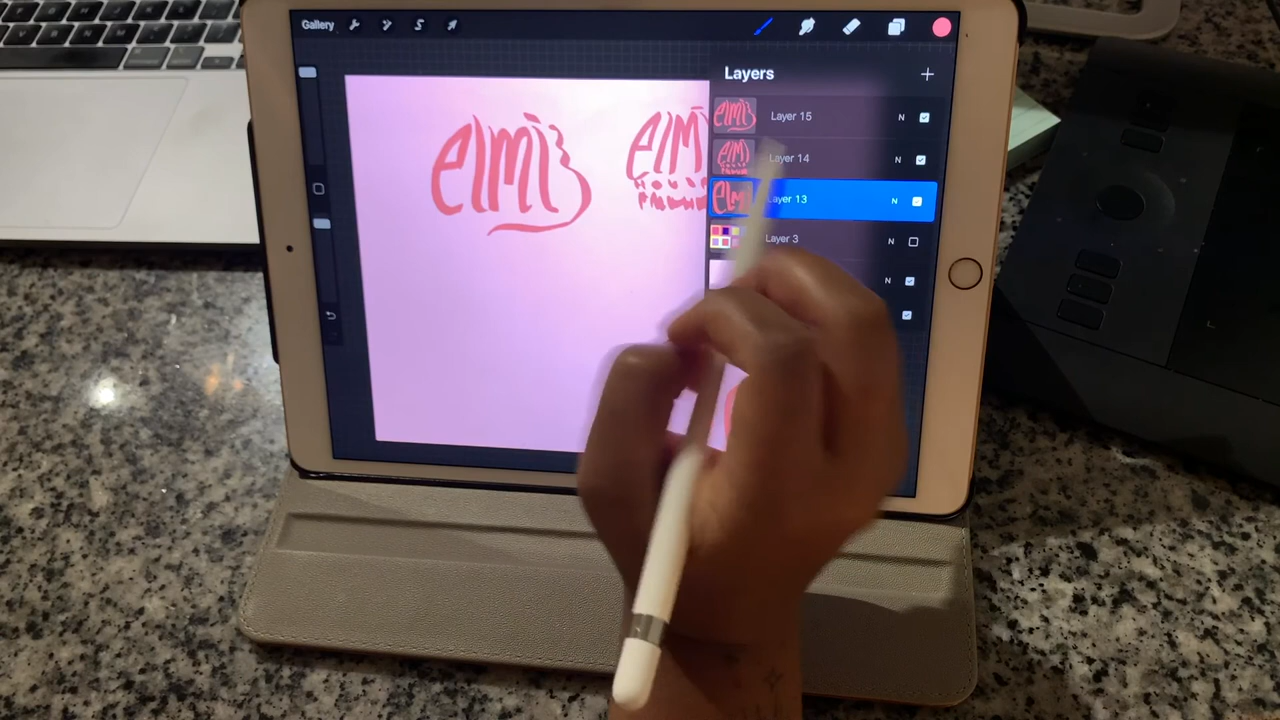 Gallery
Layers
Layer 15
N
Layer 14
N
Layer 13
N
Layer 3
N
N
elmi
elmi